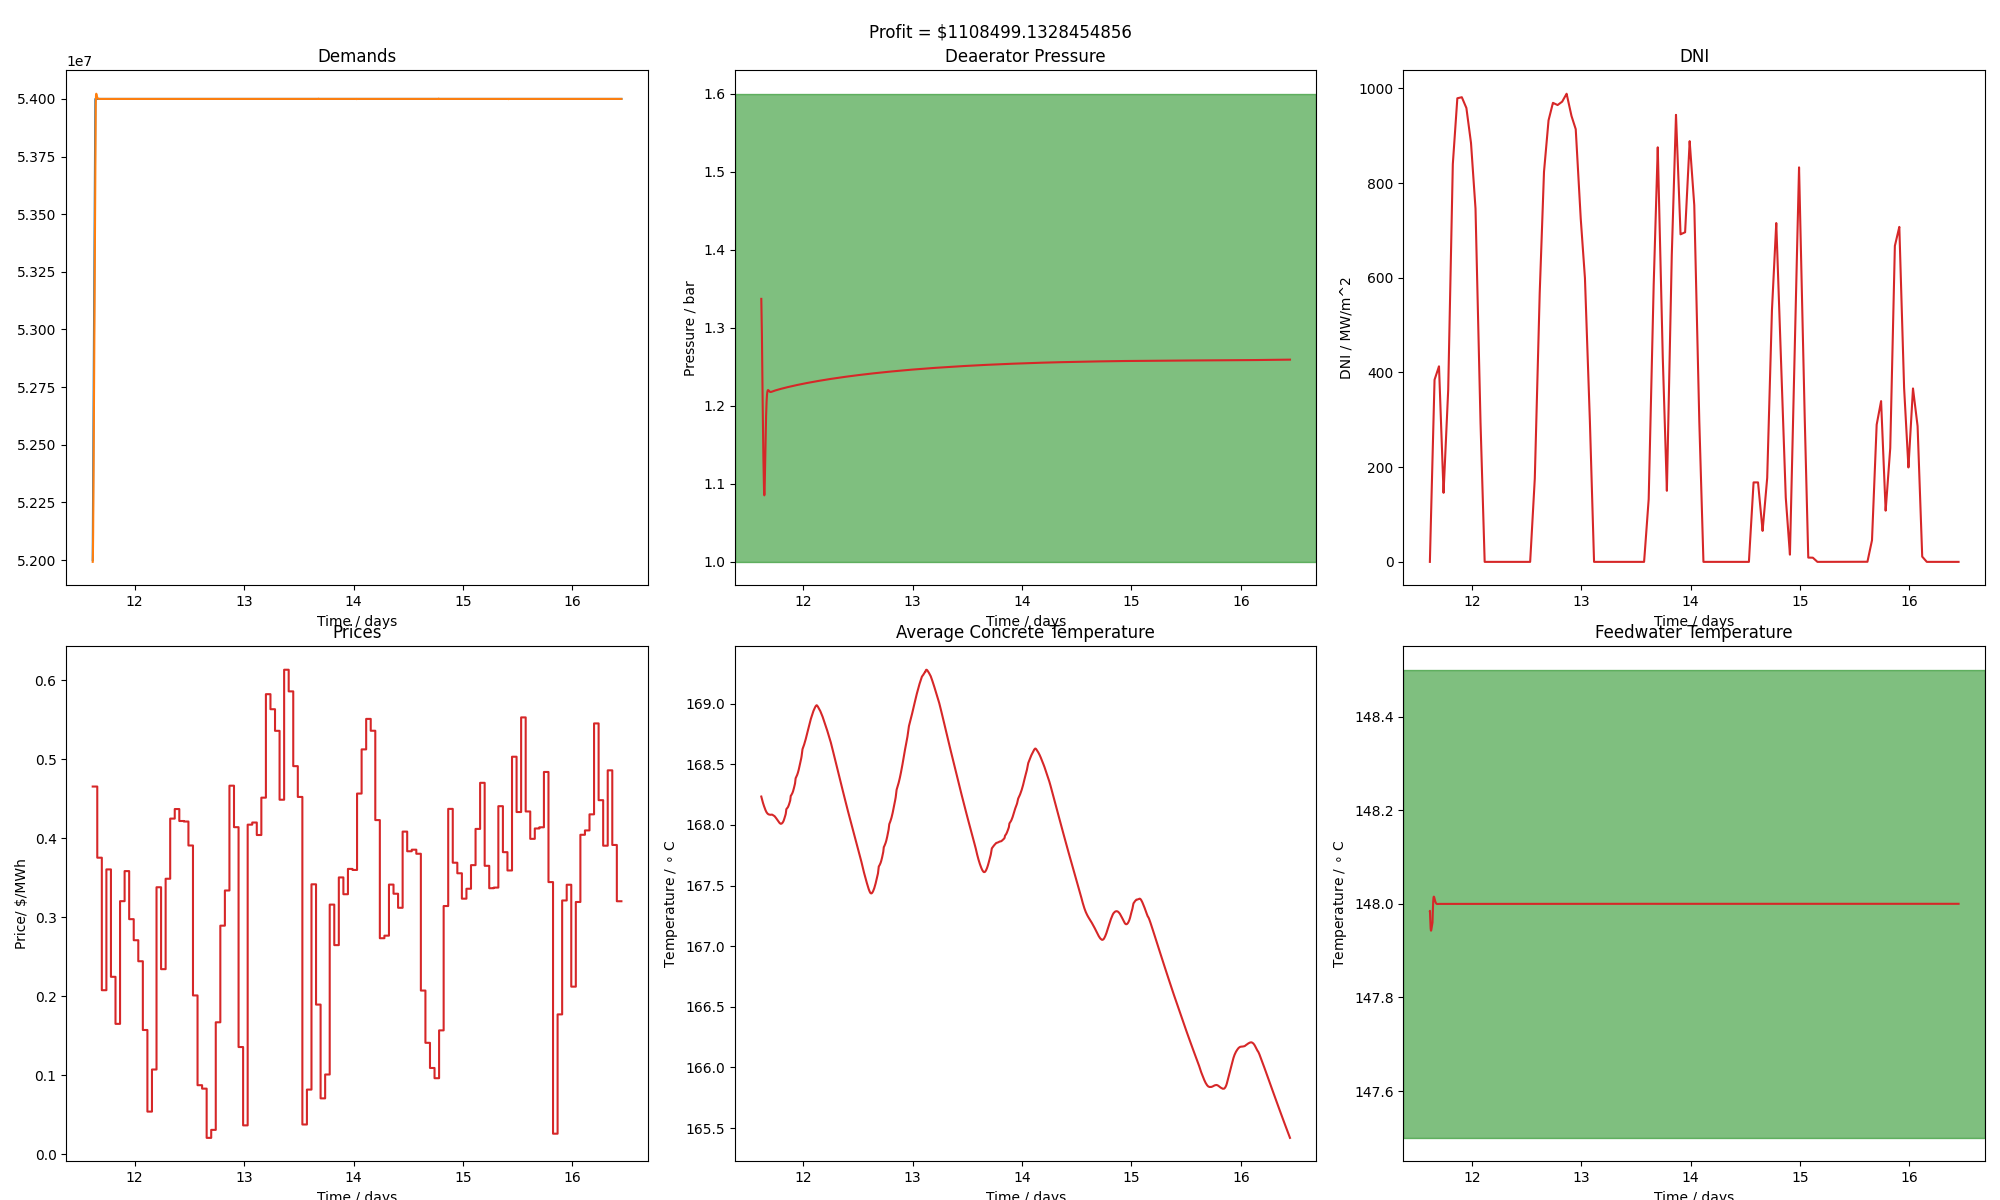 Profit = $1108499.1328454856
Demands
1e7
5.400
5.375
5.350
5.325
5.300
5.275
5.250
5.225
5.200
12 13 14 15 16
Time / days
Deaerator Pressure
Pressure / bar
1.6
1.5
1.4
1.3
1.2
1.1
1.0
12 13 14 15 16
Time / days
DNI
DNI / MW/m^2
1000
800
600
400
200
0
12 13 14 15 16
Time / days
Prices
Price/ $/MWh
0.6
0.5
0.4
0.3
0.2
0.1
0.0
12 13 14 15 16
Time / days
Average Concrete Temperature
Temperature / ∘ C
169.0
168.5
168.0
167.5
167.0
166.5
166.0
165.5
12 13 14 15 16
Time / days
Feedwater Temperature
Temperature / ∘ C
148.4
148.2
148.0
147.8
147.6
12 13 14 15 16
Time / days